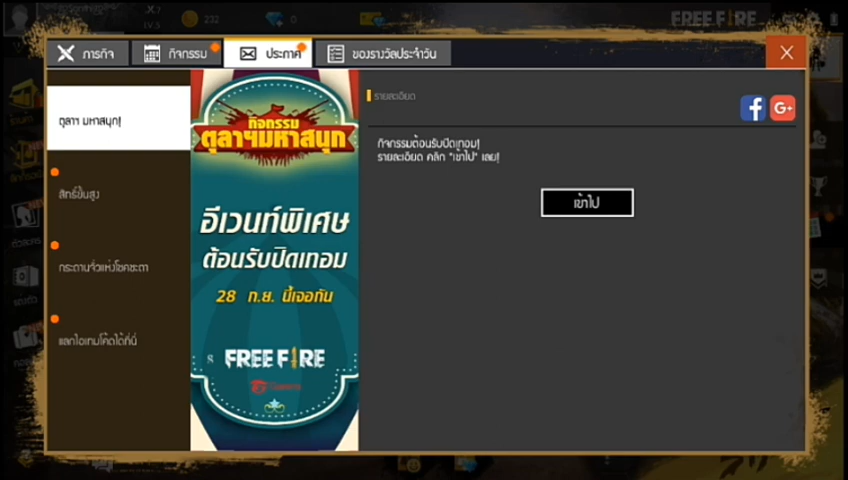 LV.5
232
0
FREE FIRE
ภารกิจ
กิจกรรม
ประกาศ
ของรางวัลประจำวัน
ตุลาฯ มหาสนุก!
สิทธิ์ขั้นสูง
กระดานจั่วแห่งโชคชะตา
แลกไอเทมโค้ดได้ที่นี่
กิจกรรม
ตุลาฯมหาสนุก
อีเวนท์พิเศษ
ต้อนรับปิดเทอม
28 ก.ย. นี้เจอกัน
FREE FIRE
Garena
รายละเอียด
f
G+
กิจกรรมต้อนรับปิดเทอม!
รายละเอียด คลิก "เข้าไป" เลย!
เข้าไป